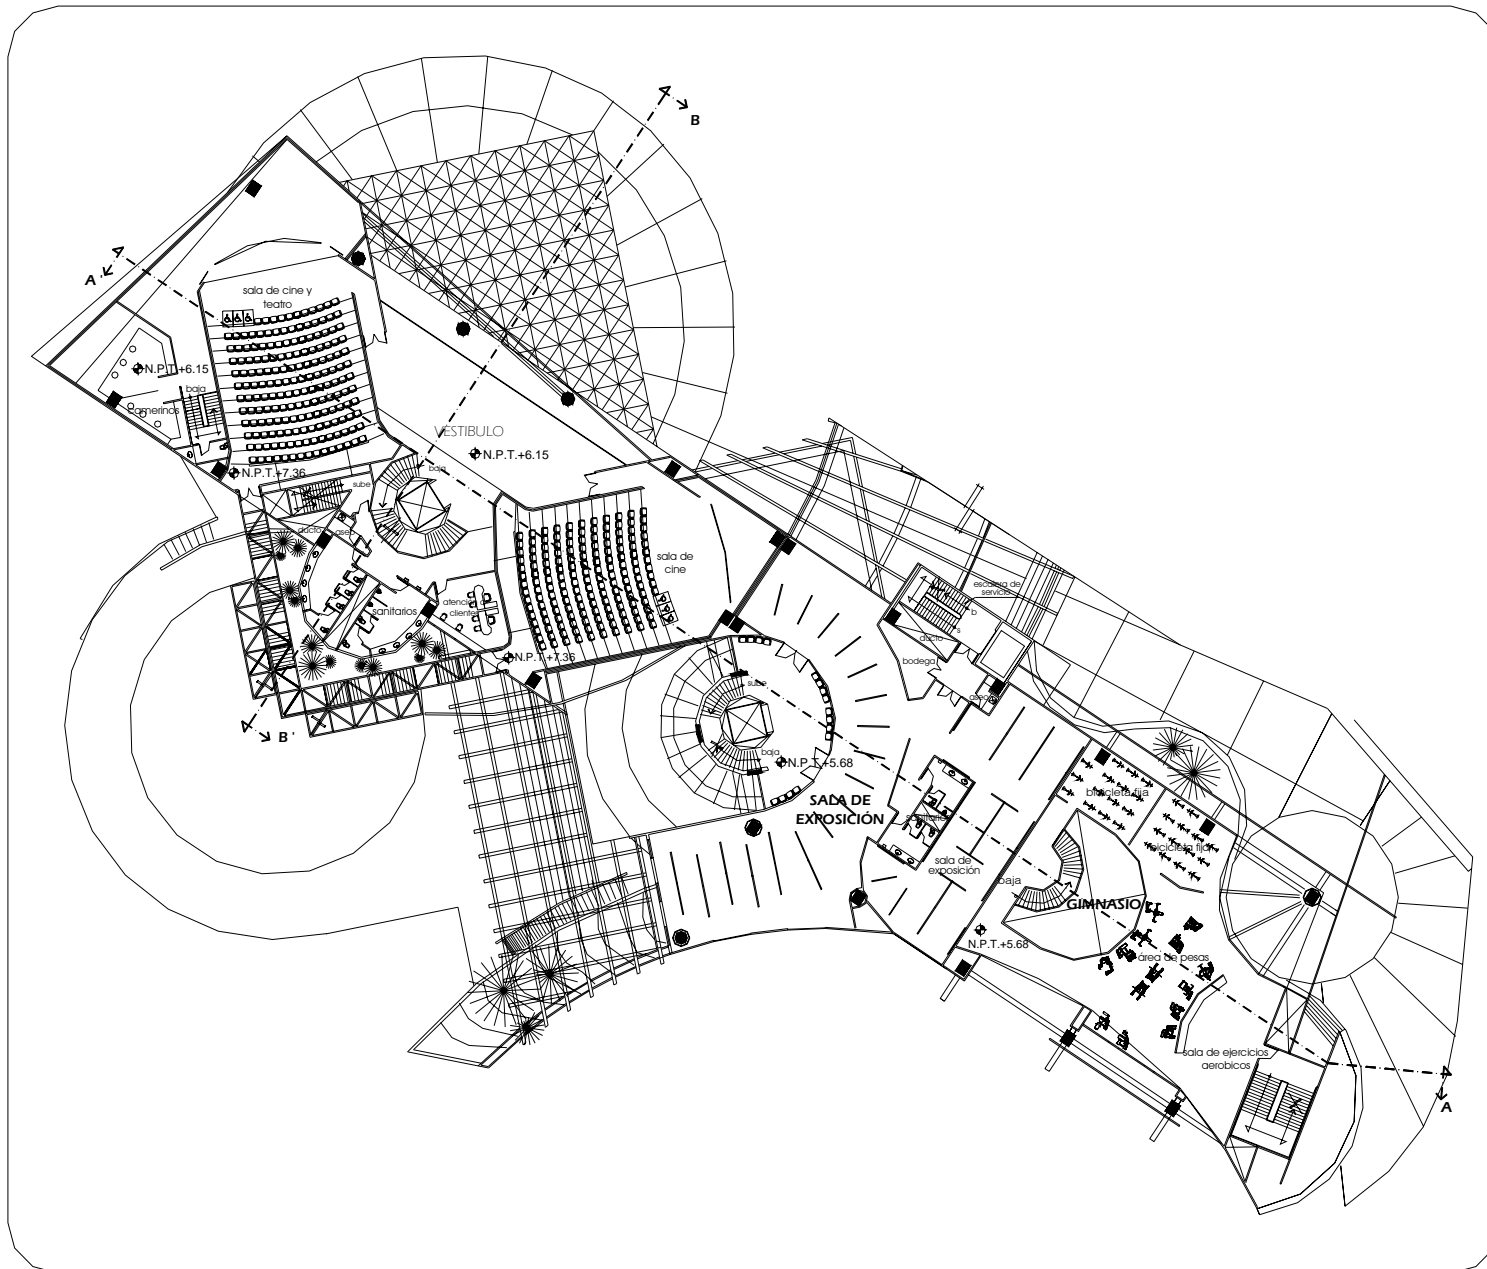 B
A'
sala de cine y
teatro
N.P.T.+6.15
baja
camerinos
VESTIBULO
N.P.T.+6.15
baja
N.P.T.+7.36
sube
ducto
aseo
sala de
cine
sanitarios
atención a
clientes
N.P.T.+7.36
B'
escalera de
servicio
b
s
ducto
bodega
aseo
sube
baja
N.P.T.+5.68
SALA DE
EXPOSICIÓN
sanitarios
sala de
exposición
bicicleta fija
bicicleta fija
baja
GIMNASIO
N.P.T.+5.68
área de pesas
sala de ejercicios
aerobicos
A